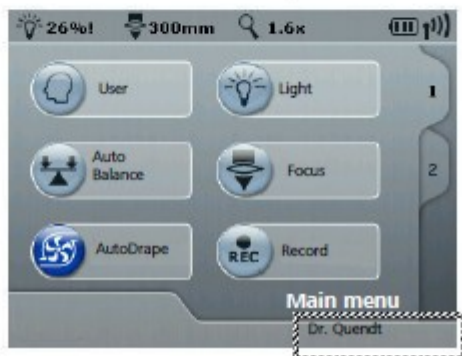 26%! 300mm 1.6x
User
Light
1
Auto
Balance
Focus
2
AutoDrape
REC
Record
Main menu
Dr. Quendt